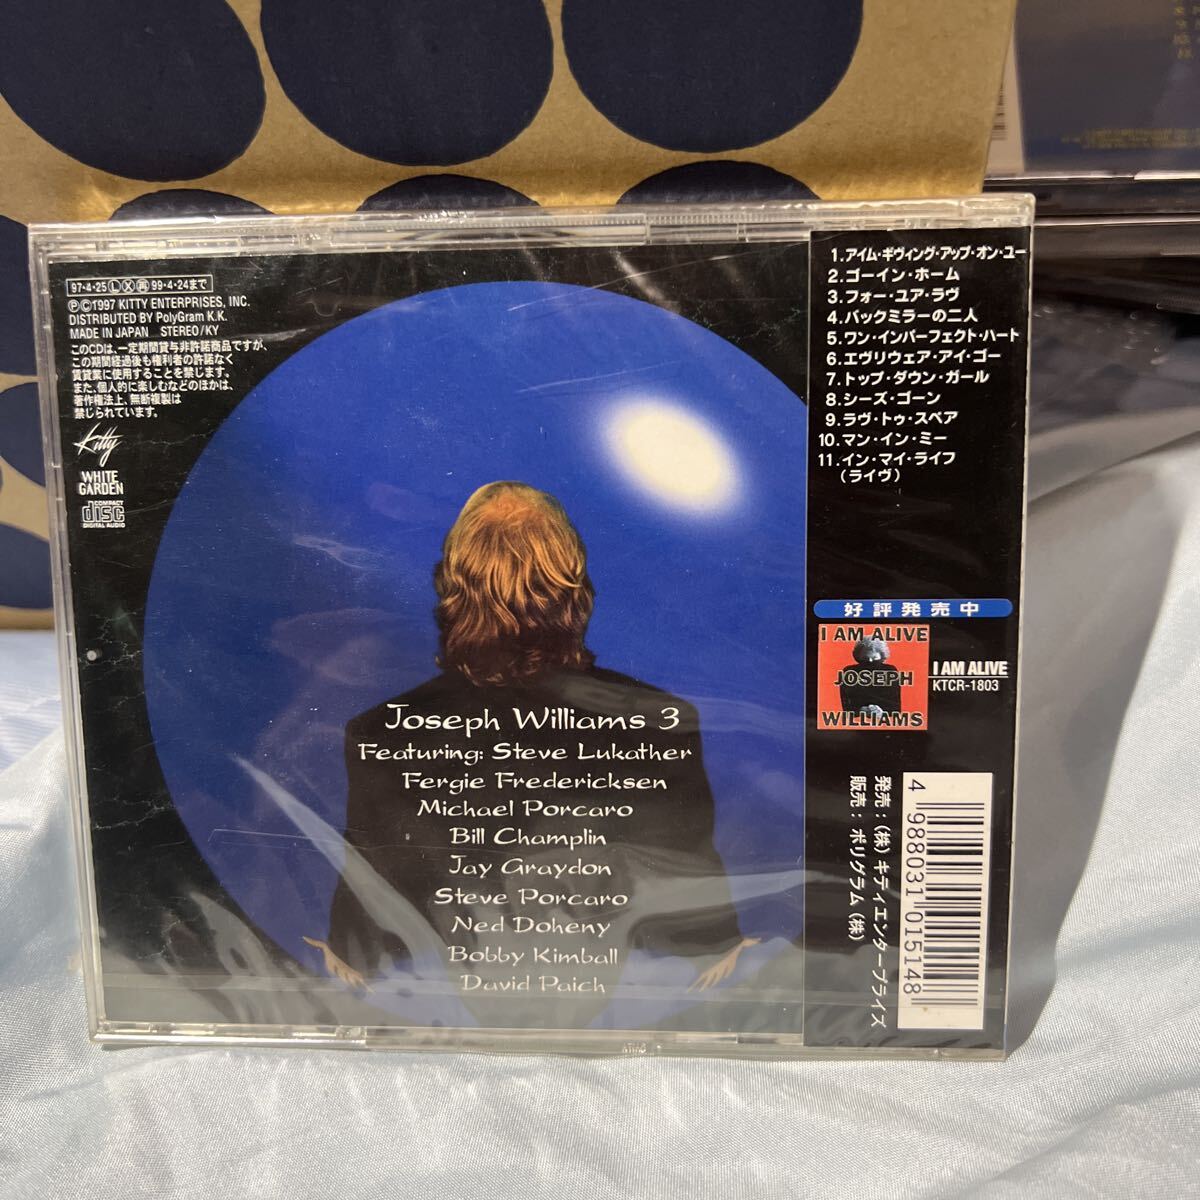 97・4・25 Ⓛ Ⓧ 再 99・4・24まで
ⓅⒸ1997 KITTY ENTERPRISES, INC.
DISTRIBUTED BY PolyGram K.K.
MADE IN JAPAN STEREO/KY
このCDは、一定期間貸与非許諾商品ですが、
この期間経過後も権利者の許諾なく
賃貸業に使用することを禁じます。
また、個人的に楽しむなどのほかは、
著作権法上、無断複製は
禁じられています。
Kitty
WHITE
GARDEN
COMPACT
disc
DIGITAL AUDIO
Joseph Williams 3
Featuring: Steve Lukather
Fergie Fredericksen
Michael Porcaro
Bill Champlin
Jay Graydon
Steve Porcaro
Ned Doheny
Bobby Kimball
David Paich
1.アイム・ギヴィング・アップ・オン・ユー
2.ゴーイン・ホーム
3.フォー・ユア・ラヴ
4.バックミラーの二人
5.ワン・インパーフェクト・ハート
6.エヴリウェア・アイ・ゴー
7.トップ・ダウン・ガール
8.シーズ・ゴーン
9.ラヴ・トゥ・スペア
10.マン・イン・ミー
11.イン・マイ・ライフ
(ライヴ)
好評発売中
I AM ALIVE
JOSEPH
WILLIAMS
I AM ALIVE
KTCR-1803
発売:(株)キティエンタープライズ
販売:ポリグラム(株)
4 988031 015148